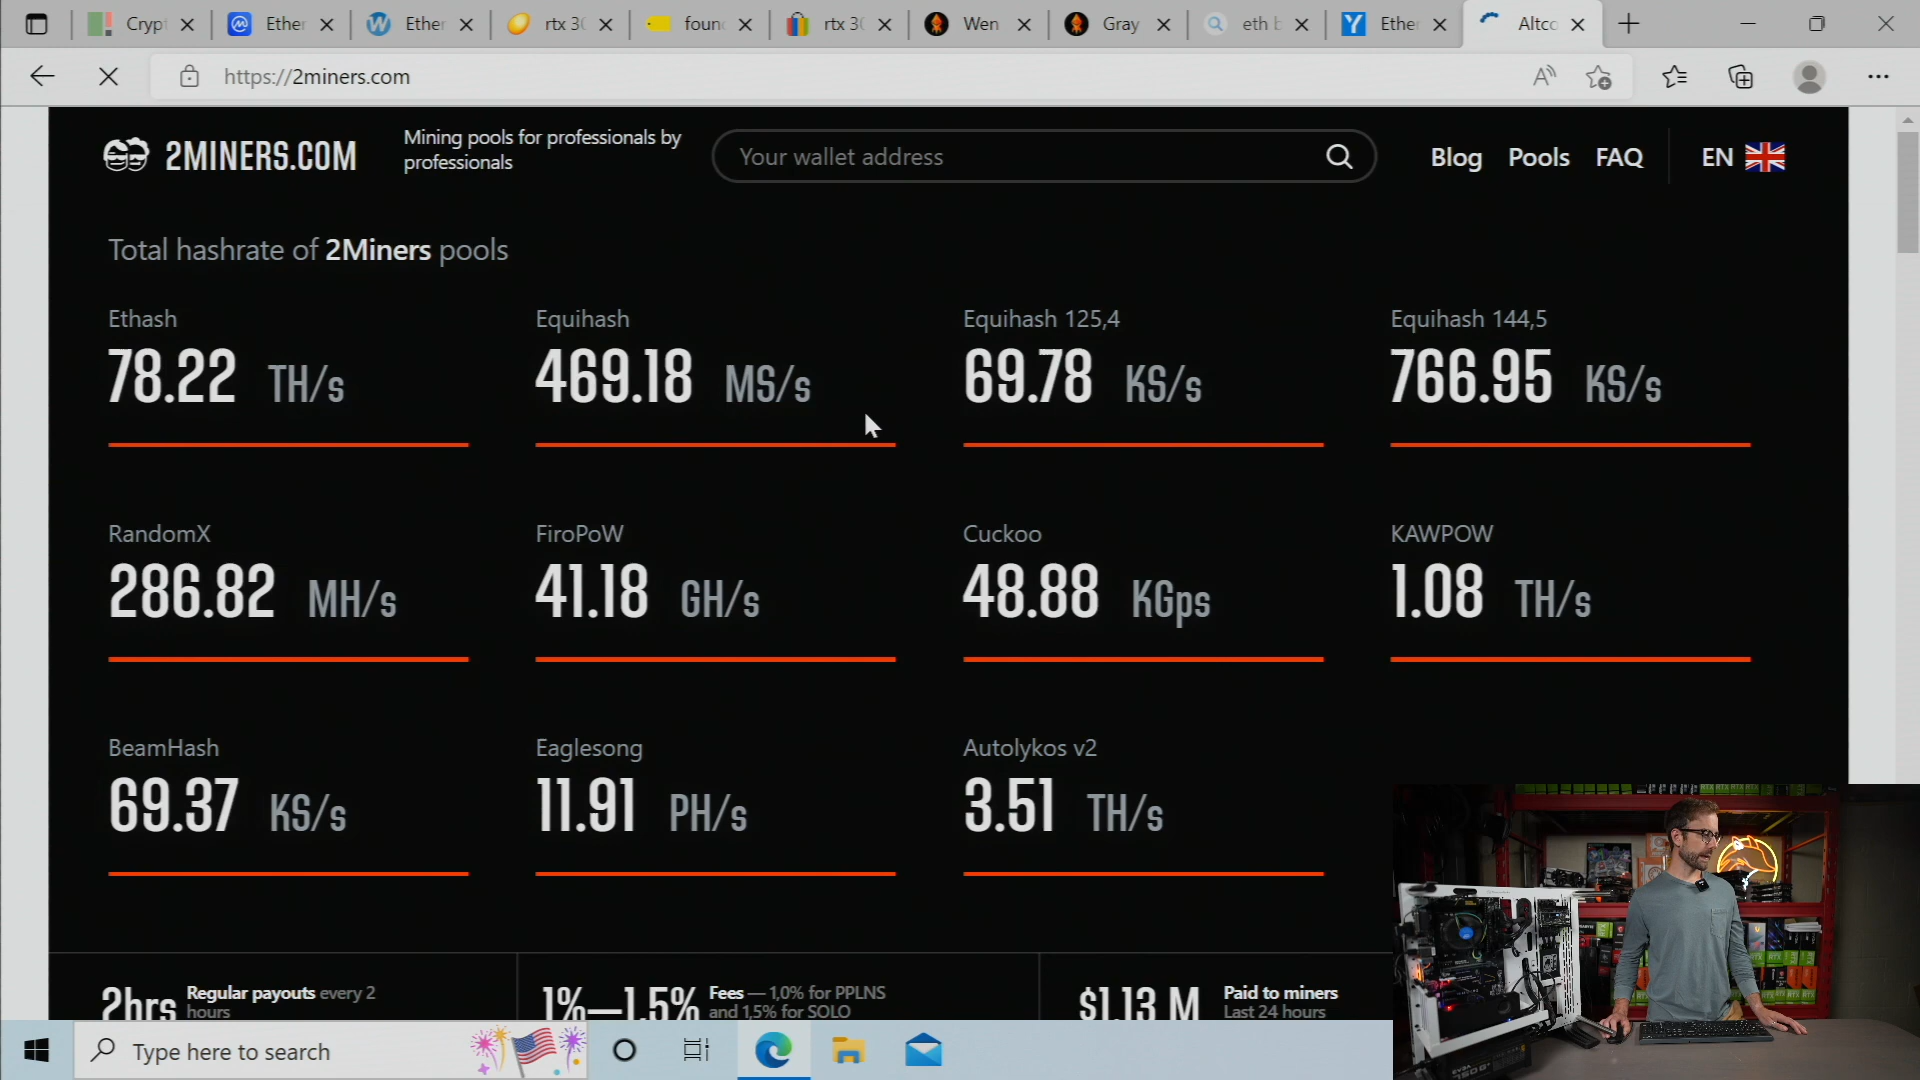 Crypt
Ether
Ether
rtx 30
foun
rtx 30
Wen
Gray
eth b
Ether
Altco
https://2miners.com
2MINERS.COM
Mining pools for professionals by
professionals
Your wallet address
Blog
Pools
FAQ
EN
Total hashrate of 2Miners pools
Ethash
78.22 TH/s
Equihash
469.18 MS/s
Equihash 125,4
69.78 KS/s
Equihash 144,5
766.95 KS/s
RandomX
286.82 MH/s
FiroPoW
41.18 GH/s
Cuckoo
48.88 KGps
KAWPOW
1.08 TH/s
BeamHash
69.37 KS/s
Eaglesong
11.91 PH/s
Autolykos v2
3.51 TH/s
2hrs
Regular payouts every 2
hours
1%—1.5%
Fees — 1,0% for PPLNS
and 1,5% for SOLO
$1.13 M
Paid to miners
Last 24 hours
Type here to search